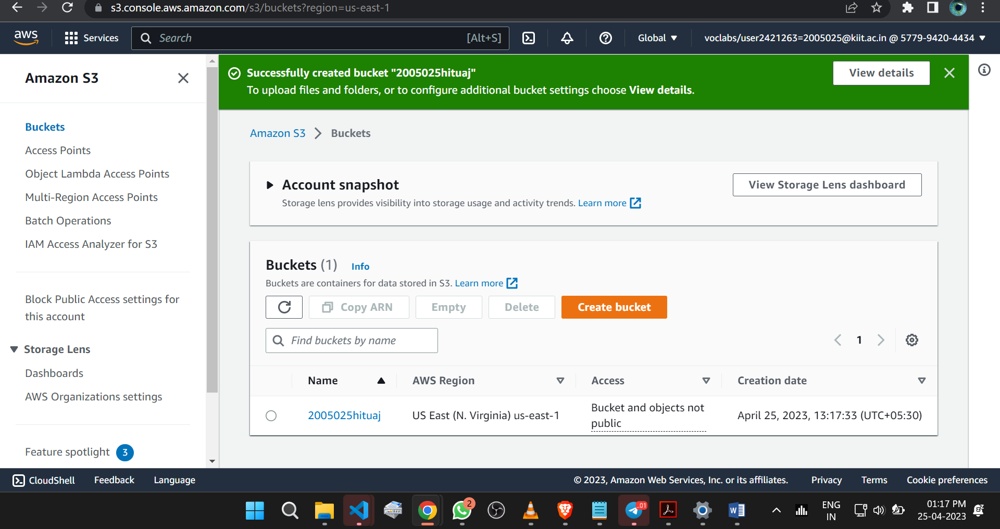 s3.console.aws.amazon.com/s3/buckets?region=us-east-1
aws
Services
Search
[Alt+S]
Global
voclabs/user2421263=2005025@kiit.ac.in @ 5779-9420-4434
Amazon S3
Buckets
Access Points
Object Lambda Access Points
Multi-Region Access Points
Batch Operations
IAM Access Analyzer for S3
Block Public Access settings for
this account
Storage Lens
Dashboards
AWS Organizations settings
Feature spotlight 3
Successfully created bucket "2005025hituaj"
To upload files and folders, or to configure additional bucket settings choose View details.
View details
Amazon S3 Buckets
Account snapshot
Storage lens provides visibility into storage usage and activity trends. Learn more
View Storage Lens dashboard
Buckets (1) Info
Buckets are containers for data stored in S3. Learn more
Copy ARN
Empty
Delete
Create bucket
Find buckets by name
1
Name
AWS Region
Access
Creation date
2005025hituaj
US East (N. Virginia) us-east-1
Bucket and objects not
public
April 25, 2023, 13:17:33 (UTC+05:30)
CloudShell
Feedback
Language
© 2023, Amazon Web Services, Inc. or its affiliates.
Privacy
Terms
Cookie preferences
2
..01
W
ENG
IN
01:17 PM
25-04-2023